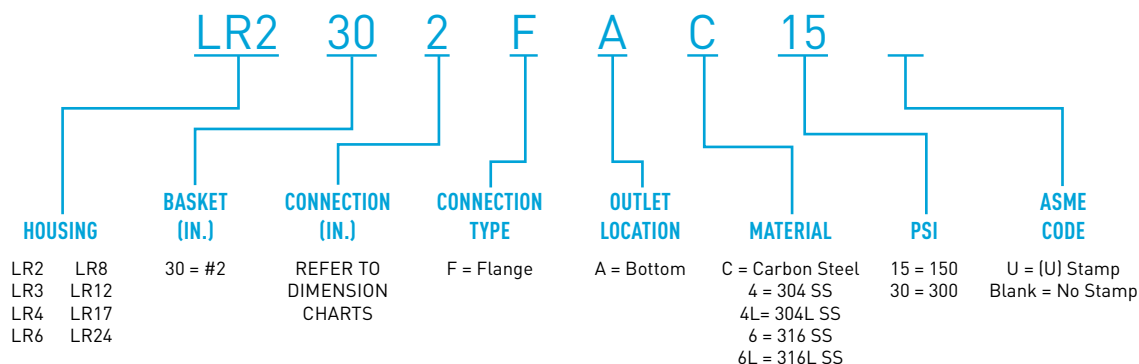 LR2 30 2 F A C 15
HOUSING
LR2 LR8
LR3 LR12
LR4 LR17
LR6 LR24
BASKET
(IN.)
30 = #2
CONNECTION
(IN.)
REFER TO
DIMENSION
CHARTS
CONNECTION
TYPE
F = Flange
OUTLET
LOCATION
A = Bottom
MATERIAL
C = Carbon Steel
4 = 304 SS
4L= 304L SS
6 = 316 SS
6L = 316L SS
PSI
15 = 150
30 = 300
ASME
CODE
U = (U) Stamp
Blank = No Stamp